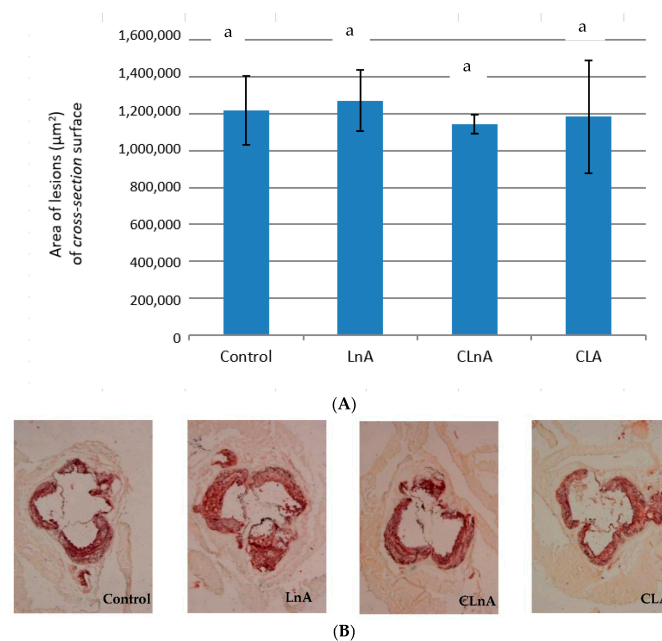 1,600,000
a
a
a
a
1,400,000
1,200,000
1,000,000
800,000
600,000
400,000
200,000
0
Area of lesions (μm²)
of cross-section surface
Control
LnA
CLnA
CLA
(A)
Control
LnA
CLnA
CLA
(B)